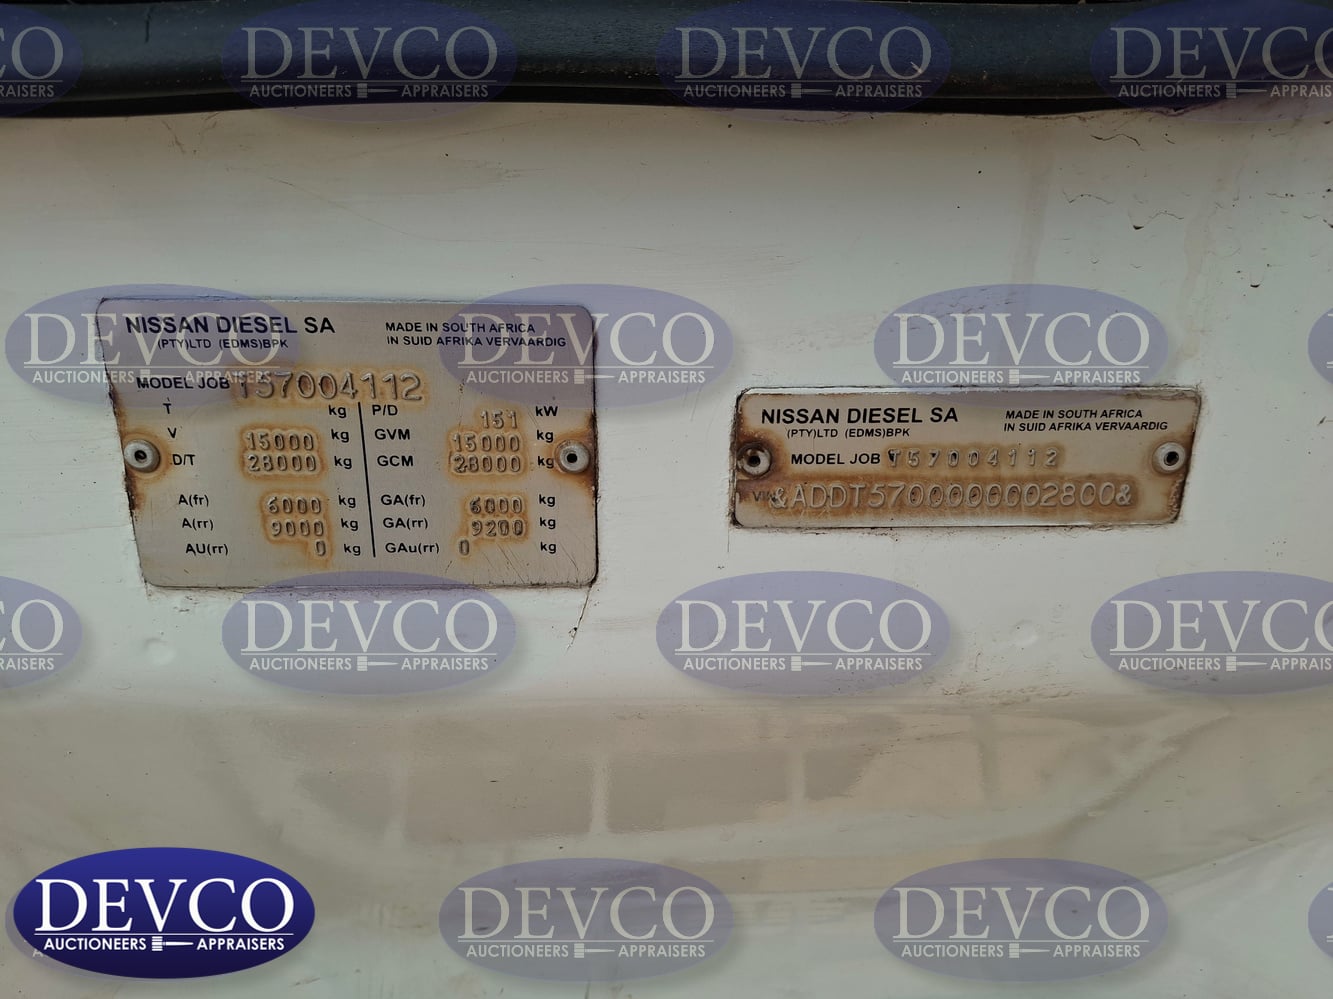 NISSAN DIESEL SA MADE IN SOUTH AFRICA
(PTY)LTD (EDMS)BPK IN SUID AFRIKA VERVAARDIG
MODEL JOB T57004112
T kg P/D 151 kW
V 15000 kg GVM 15000 kg
D/T 28000 kg GCM 28000 kg
A(fr) 6000 kg GA(fr) 6000 kg
A(rr) 9000 kg GA(rr) 9200 kg
AU(rr) 0 kg GAu(rr) 0 kg
NISSAN DIESEL SA MADE IN SOUTH AFRICA
(PTY)LTD (EDMS)BPK IN SUID AFRIKA VERVAARDIG
MODEL JOB T57004112
VIN &ADDT5700000002800&
DEVCO
AUCTIONEERS APPRAISERS